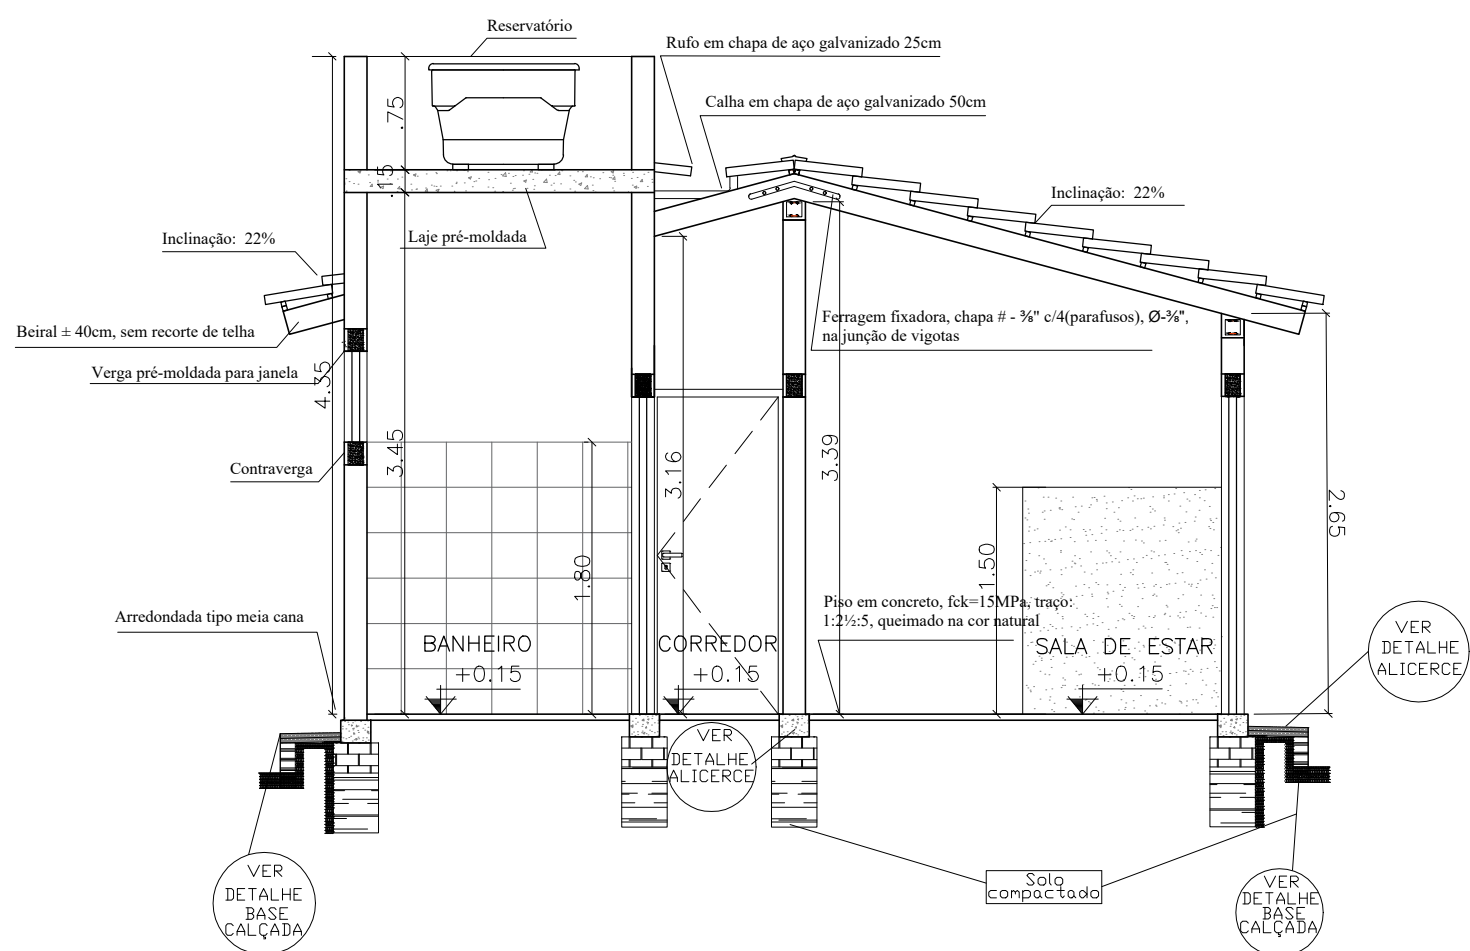 Reservatório
Rufo em chapa de aço galvanizado 25cm
Calha em chapa de aço galvanizado 50cm
.75
.15
Inclinação: 22%
Inclinação: 22%
Laje pré-moldada
Beiral ± 40cm, sem recorte de telha
Ferragem fixadora, chapa # - ⅜" c/4(parafusos), Ø-⅜",
na junção de vigotas
Verga pré-moldada para janela
4.35
3.45
3.16
3.39
2.65
Contraverga
1.80
1.50
Arredondada tipo meia cana
Piso em concreto, fck=15MPa, traço:
1:2½:5, queimado na cor natural
BANHEIRO
+0.15
CORREDOR
+0.15
SALA DE ESTAR
+0.15
VER
DETALHE
ALICERCE
VER
DETALHE
ALICERCE
VER
DETALHE
BASE
CALÇADA
Solo
compactado
VER
DETALHE
BASE
CALÇADA